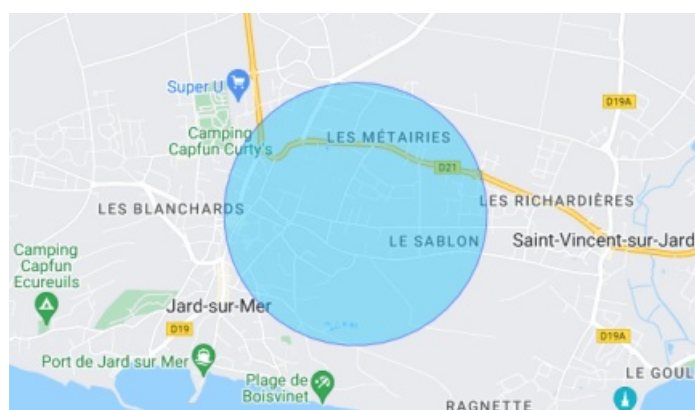 Super U
D19A
Camping
Capfun Curty's
LES MÉTAIRIES
D21
LES RICHARDIÈRES
LES BLANCHARDS
LE SABLON
Saint-Vincent-sur-Jard
Camping
Capfun
Ecureuils
Jard-sur-Mer
D19
D19A
Port de Jard sur Mer
LE GOUL
Plage de
Boisvinet
RAGNETTE